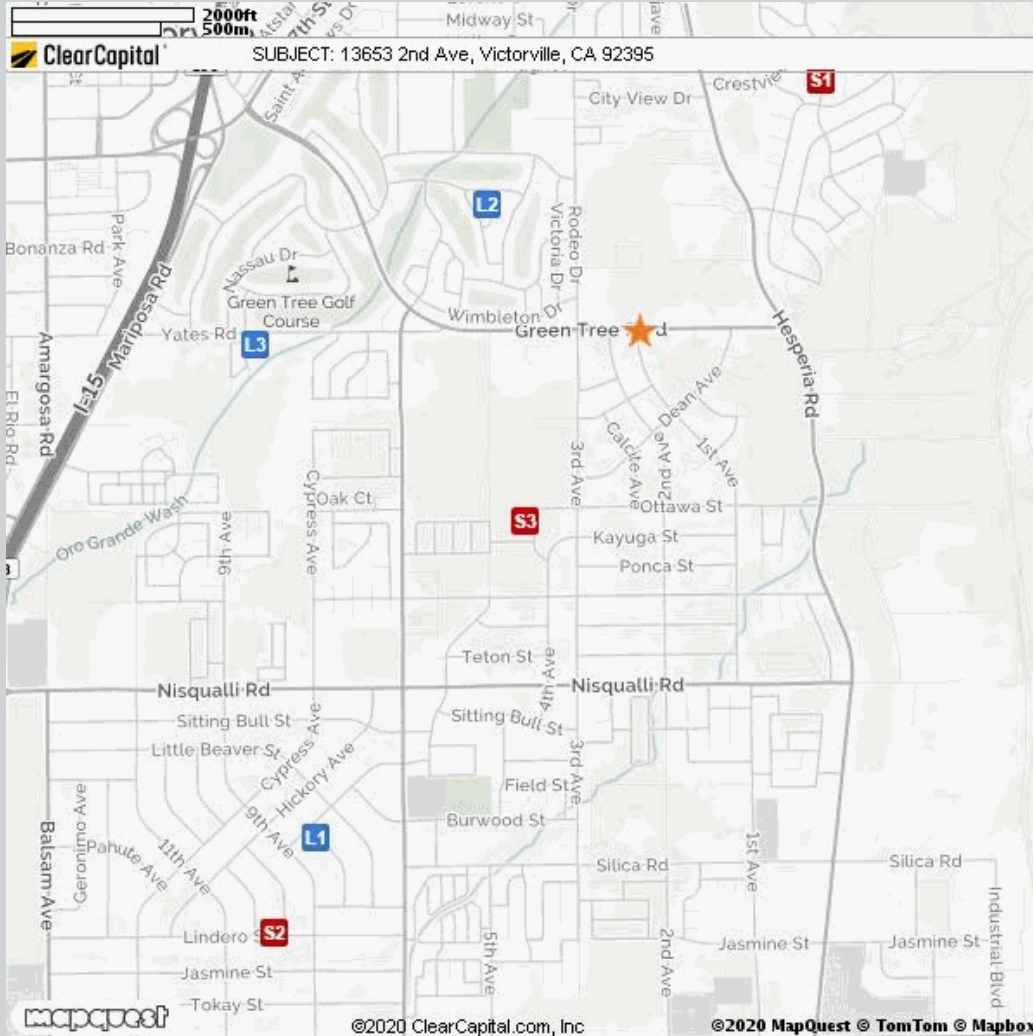 2000ft
500m
Midway St
ClearCapital
SUBJECT: 13653 2nd Ave, Victorville, CA 92395
S1
City View Dr
L2
Bonanza Rd
Park Ave
Nassau Dr
Victoria Dr
Rodeo Dr
Green Tree Golf
Course
Wimbleton Dr
Yates Rd
L3
Green Tree
Mariposa Rd
I-15
Amargosa Rd
El Rio Rd
Hesperia Rd
Dean Ave
Calcite Ave
2nd Ave
1st Ave
3rd Ave
Cypress Ave
Oak Ct
Ottawa St
S3
Oro Grande Wash
9th Ave
Kayuga St
Ponca St
Teton St
4th Ave
Nisqualli Rd
Nisqualli Rd
Sitting Bull St
Sitting Bull St
Little Beaver St
Cypress Ave
Hickory Ave
3rd Ave
Field St
Geronimo Ave
9th Ave
L1
Burwood St
Balsam Ave
Pahute Ave
11th Ave
Silica Rd
1st Ave
Silica Rd
Lindero
S2
5th Ave
2nd Ave
Jasmine St
Jasmine St
Industrial Blvd
Jasmine St
Tokay St
mapquest
©2020 ClearCapital.com, Inc
©2020 MapQuest © TomTom © Mapbox